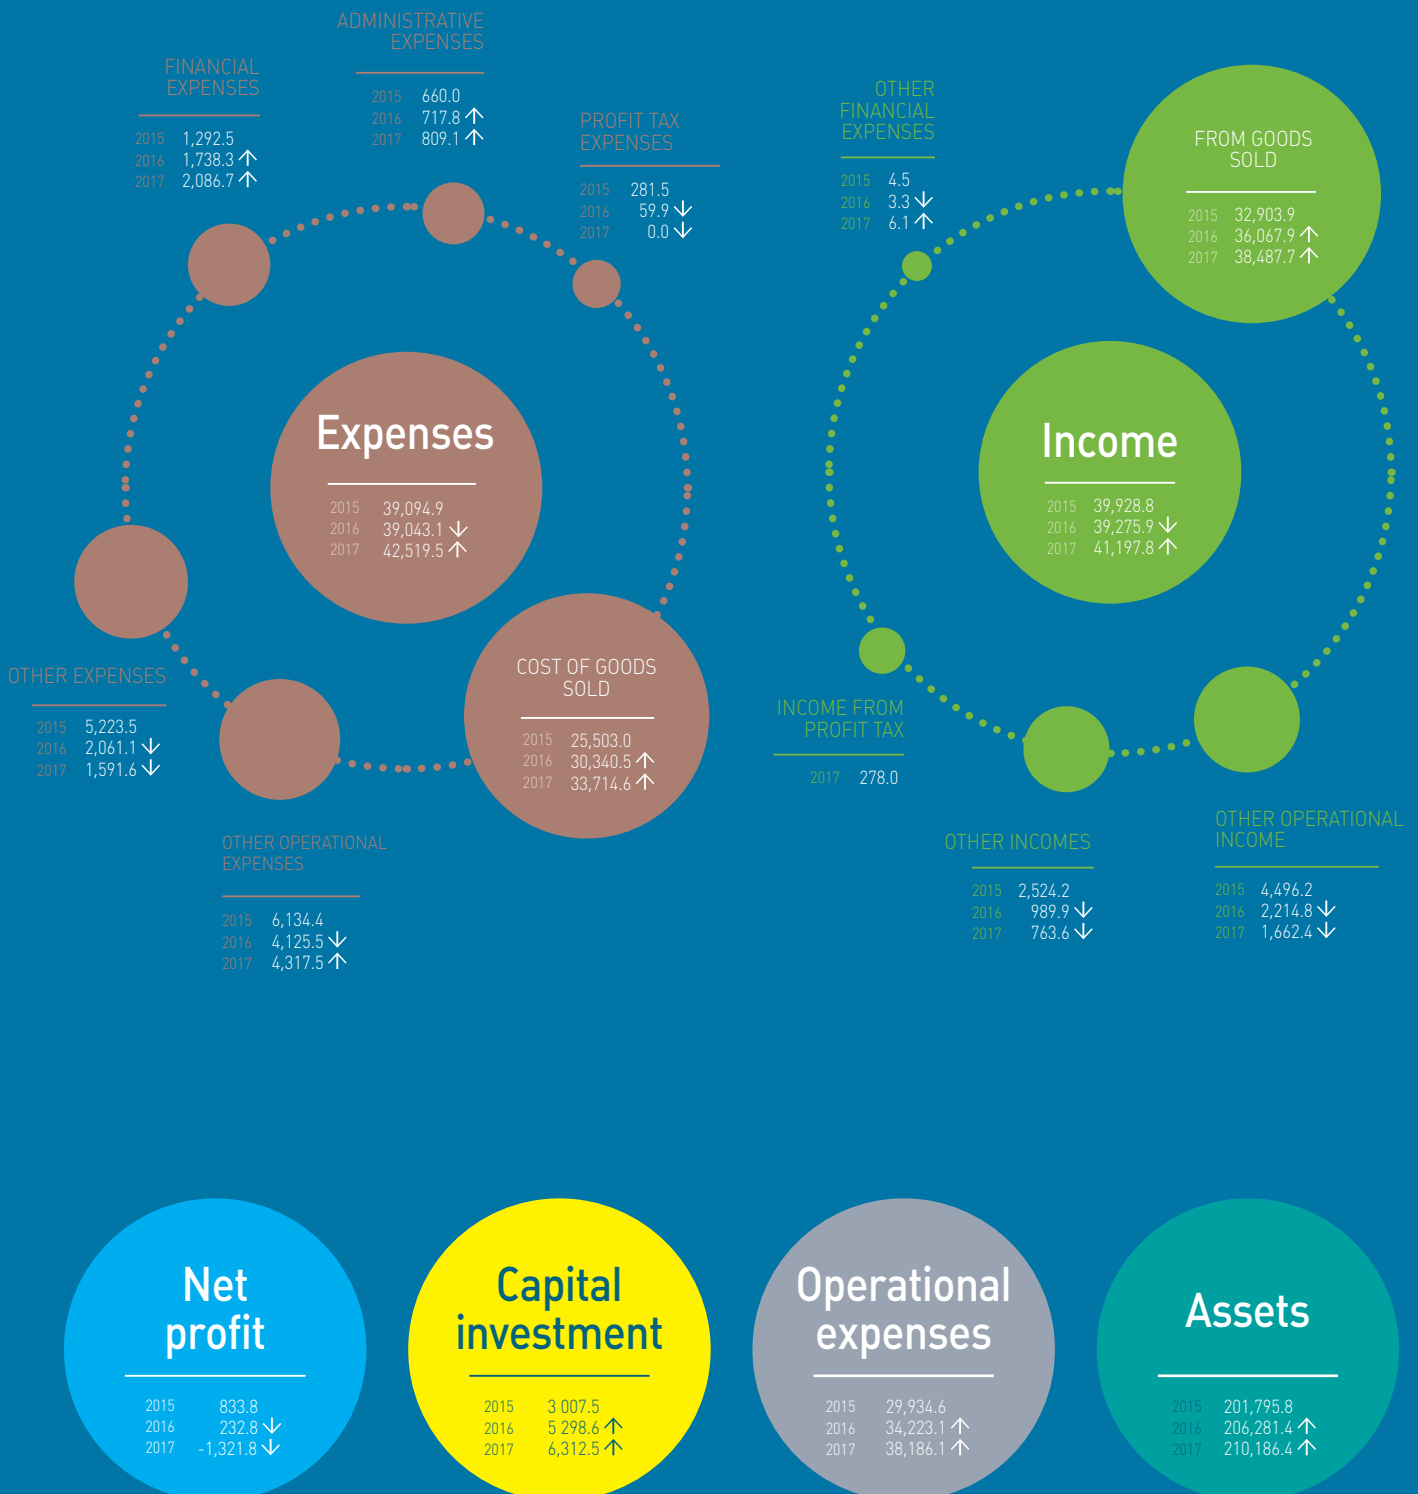 ADMINISTRATIVE
EXPENSES
2015 660.0
2016 717.8 ↑
2017 809.1 ↑
FINANCIAL
EXPENSES
2015 1,292.5
2016 1,738.3 ↑
2017 2,086.7 ↑
PROFIT TAX
EXPENSES
2015 281.5
2016 59.9 ↓
2017 0.0 ↓
Expenses
2015 39,094.9
2016 39,043.1 ↓
2017 42,519.5 ↑
COST OF GOODS
SOLD
2015 25,503.0
2016 30,340.5 ↑
2017 33,714.6 ↑
OTHER EXPENSES
2015 5,223.5
2016 2,061.1 ↓
2017 1,591.6 ↓
OTHER OPERATIONAL
EXPENSES
2015 6,134.4
2016 4,125.5 ↓
2017 4,317.5 ↑
OTHER
FINANCIAL
EXPENSES
2015 4.5
2016 3.3 ↓
2017 6.1 ↑
FROM GOODS
SOLD
2015 32,903.9
2016 36,067.9 ↑
2017 38,487.7 ↑
Income
2015 39,928.8
2016 39,275.9 ↓
2017 41,197.8 ↑
INCOME FROM
PROFIT TAX
2017 278.0
OTHER INCOMES
2015 2,524.2
2016 989.9 ↓
2017 763.6 ↓
OTHER OPERATIONAL
INCOME
2015 4,496.2
2016 2,214.8 ↓
2017 1,662.4 ↓
Net
profit
2015 833.8
2016 232.8 ↓
2017 -1,321.8 ↓
Capital
investment
2015 3 007.5
2016 5 298.6 ↑
2017 6,312.5 ↑
Operational
expenses
2015 29,934.6
2016 34,223.1 ↑
2017 38,186.1 ↑
Assets
2015 201,795.8
2016 206,281.4 ↑
2017 210,186.4 ↑